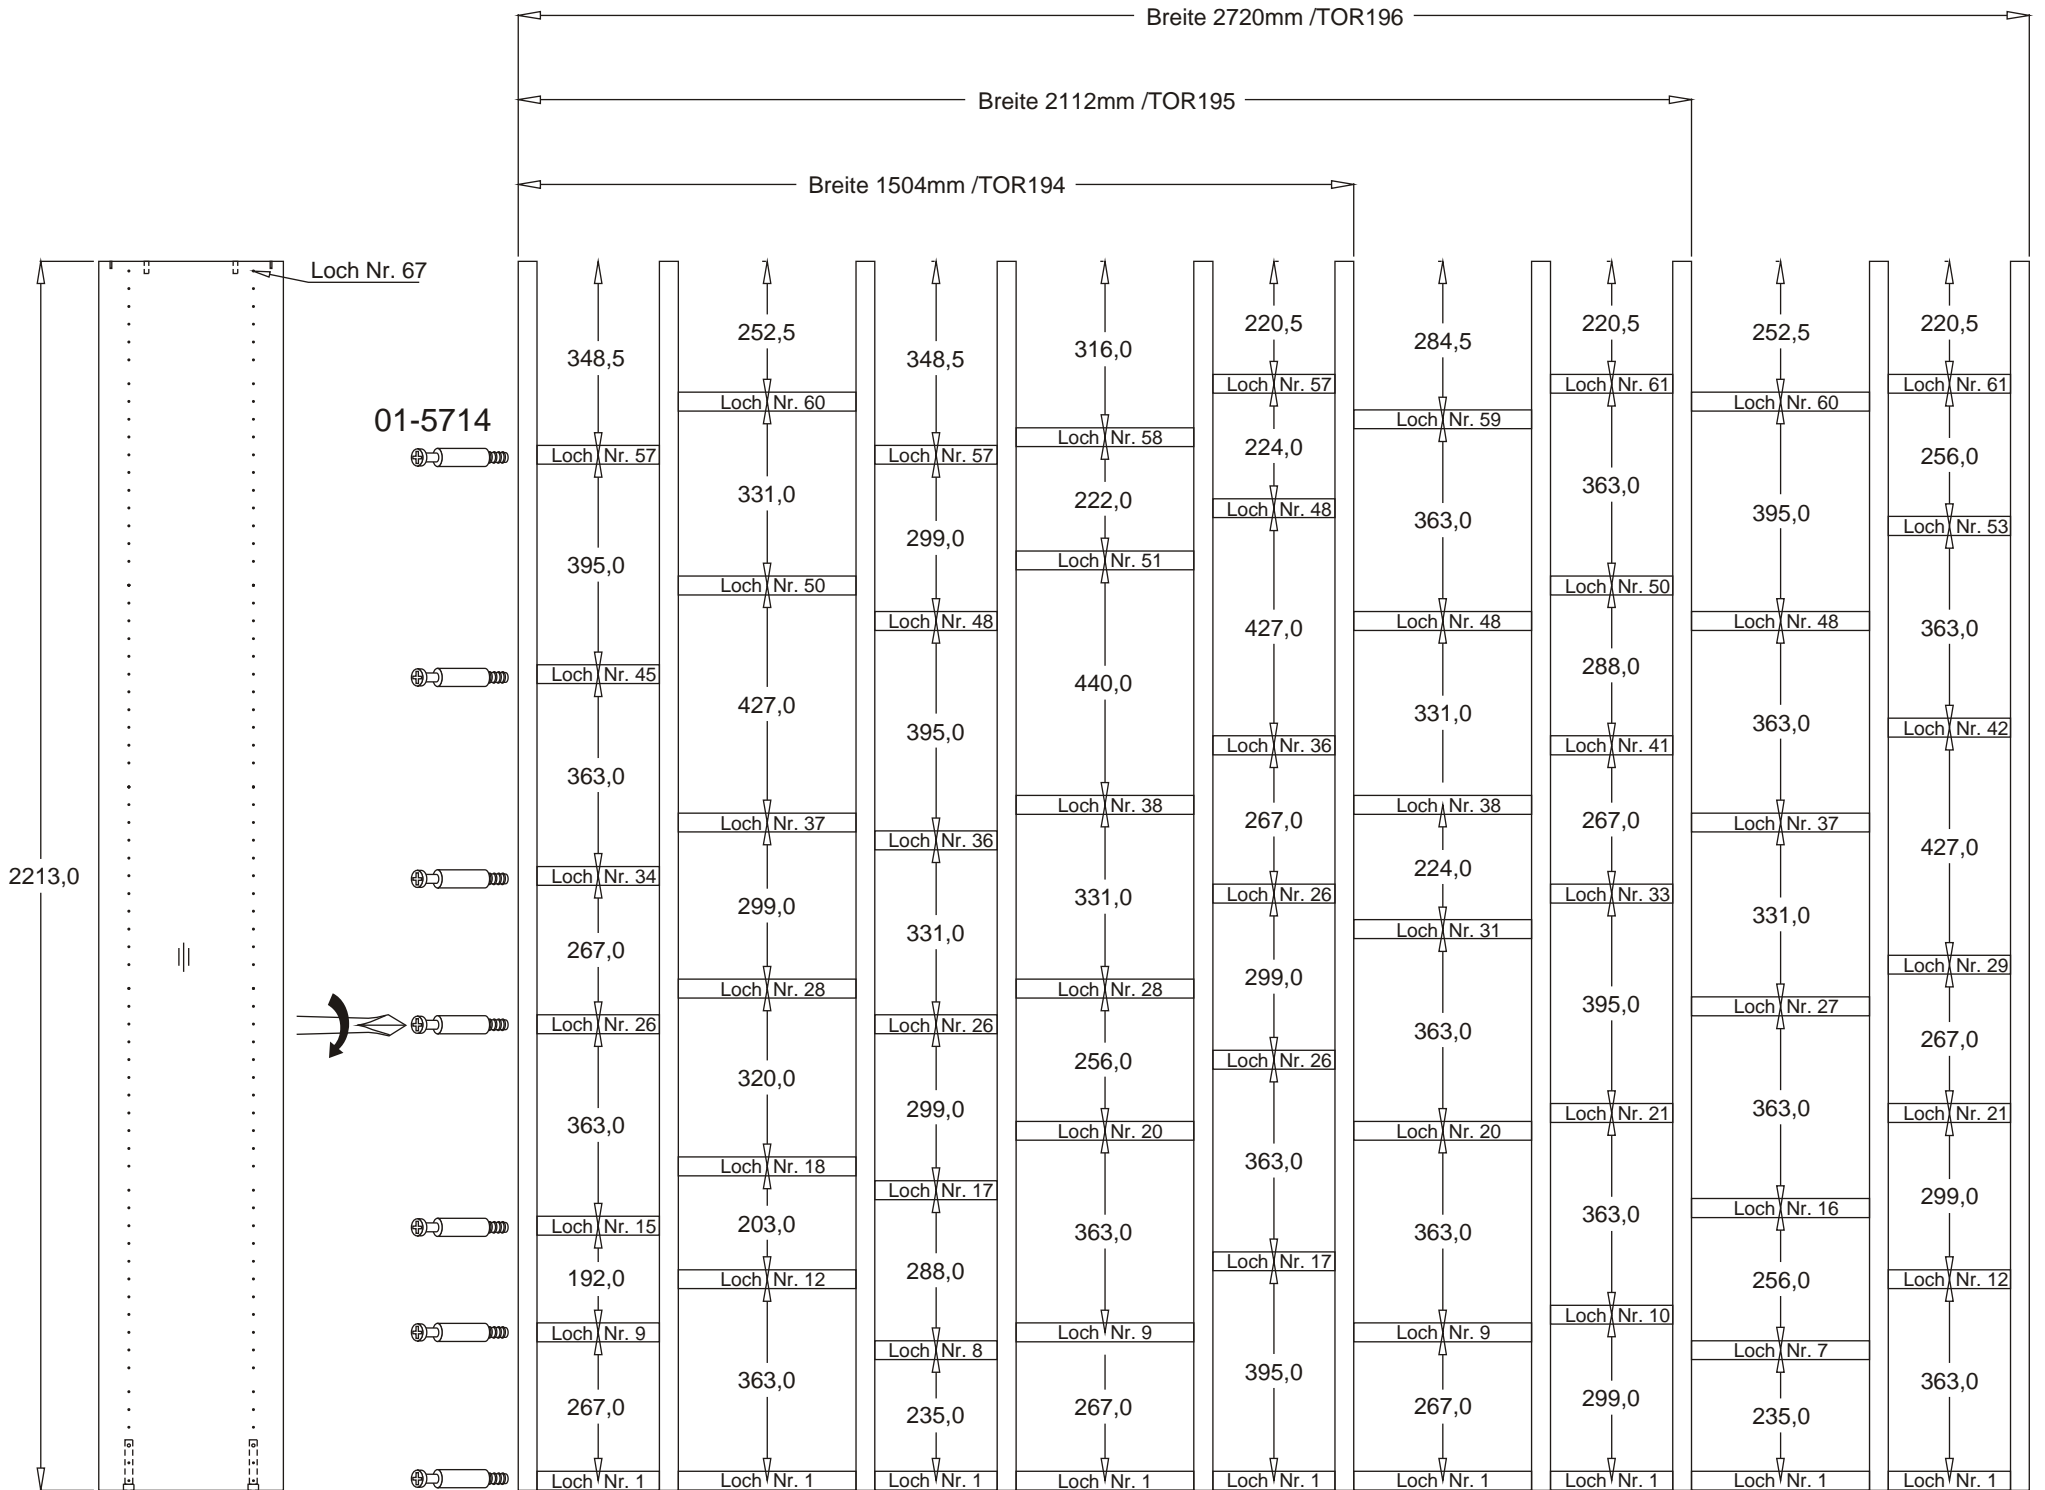 Breite 2720mm /TOR196
Breite 2112mm /TOR195
Breite 1504mm /TOR194
Loch Nr. 67
01-5714
2213,0
348,5
Loch Nr. 57
395,0
Loch Nr. 45
363,0
Loch Nr. 34
267,0
Loch Nr. 26
363,0
Loch Nr. 15
192,0
Loch Nr. 9
267,0
Loch Nr. 1
252,5
Loch Nr. 60
331,0
Loch Nr. 50
427,0
Loch Nr. 37
299,0
Loch Nr. 28
320,0
Loch Nr. 18
203,0
Loch Nr. 12
363,0
Loch Nr. 1
348,5
Loch Nr. 57
299,0
Loch Nr. 48
395,0
Loch Nr. 36
331,0
Loch Nr. 26
299,0
Loch Nr. 17
288,0
Loch Nr. 8
235,0
Loch Nr. 1
316,0
Loch Nr. 58
222,0
Loch Nr. 51
440,0
Loch Nr. 38
331,0
Loch Nr. 28
256,0
Loch Nr. 20
363,0
Loch Nr. 9
267,0
Loch Nr. 1
220,5
Loch Nr. 57
224,0
Loch Nr. 48
427,0
Loch Nr. 36
267,0
Loch Nr. 26
299,0
Loch Nr. 26
363,0
Loch Nr. 17
395,0
Loch Nr. 1
284,5
Loch Nr. 59
363,0
Loch Nr. 48
331,0
Loch Nr. 38
224,0
Loch Nr. 31
363,0
Loch Nr. 20
363,0
Loch Nr. 9
267,0
Loch Nr. 1
220,5
Loch Nr. 61
363,0
Loch Nr. 50
288,0
Loch Nr. 41
267,0
Loch Nr. 33
395,0
Loch Nr. 21
363,0
Loch Nr. 10
299,0
Loch Nr. 1
252,5
Loch Nr. 60
395,0
Loch Nr. 48
363,0
Loch Nr. 37
331,0
Loch Nr. 27
363,0
Loch Nr. 16
256,0
Loch Nr. 7
235,0
Loch Nr. 1
220,5
Loch Nr. 61
256,0
Loch Nr. 53
363,0
Loch Nr. 42
427,0
Loch Nr. 29
267,0
Loch Nr. 21
299,0
Loch Nr. 12
363,0
Loch Nr. 1